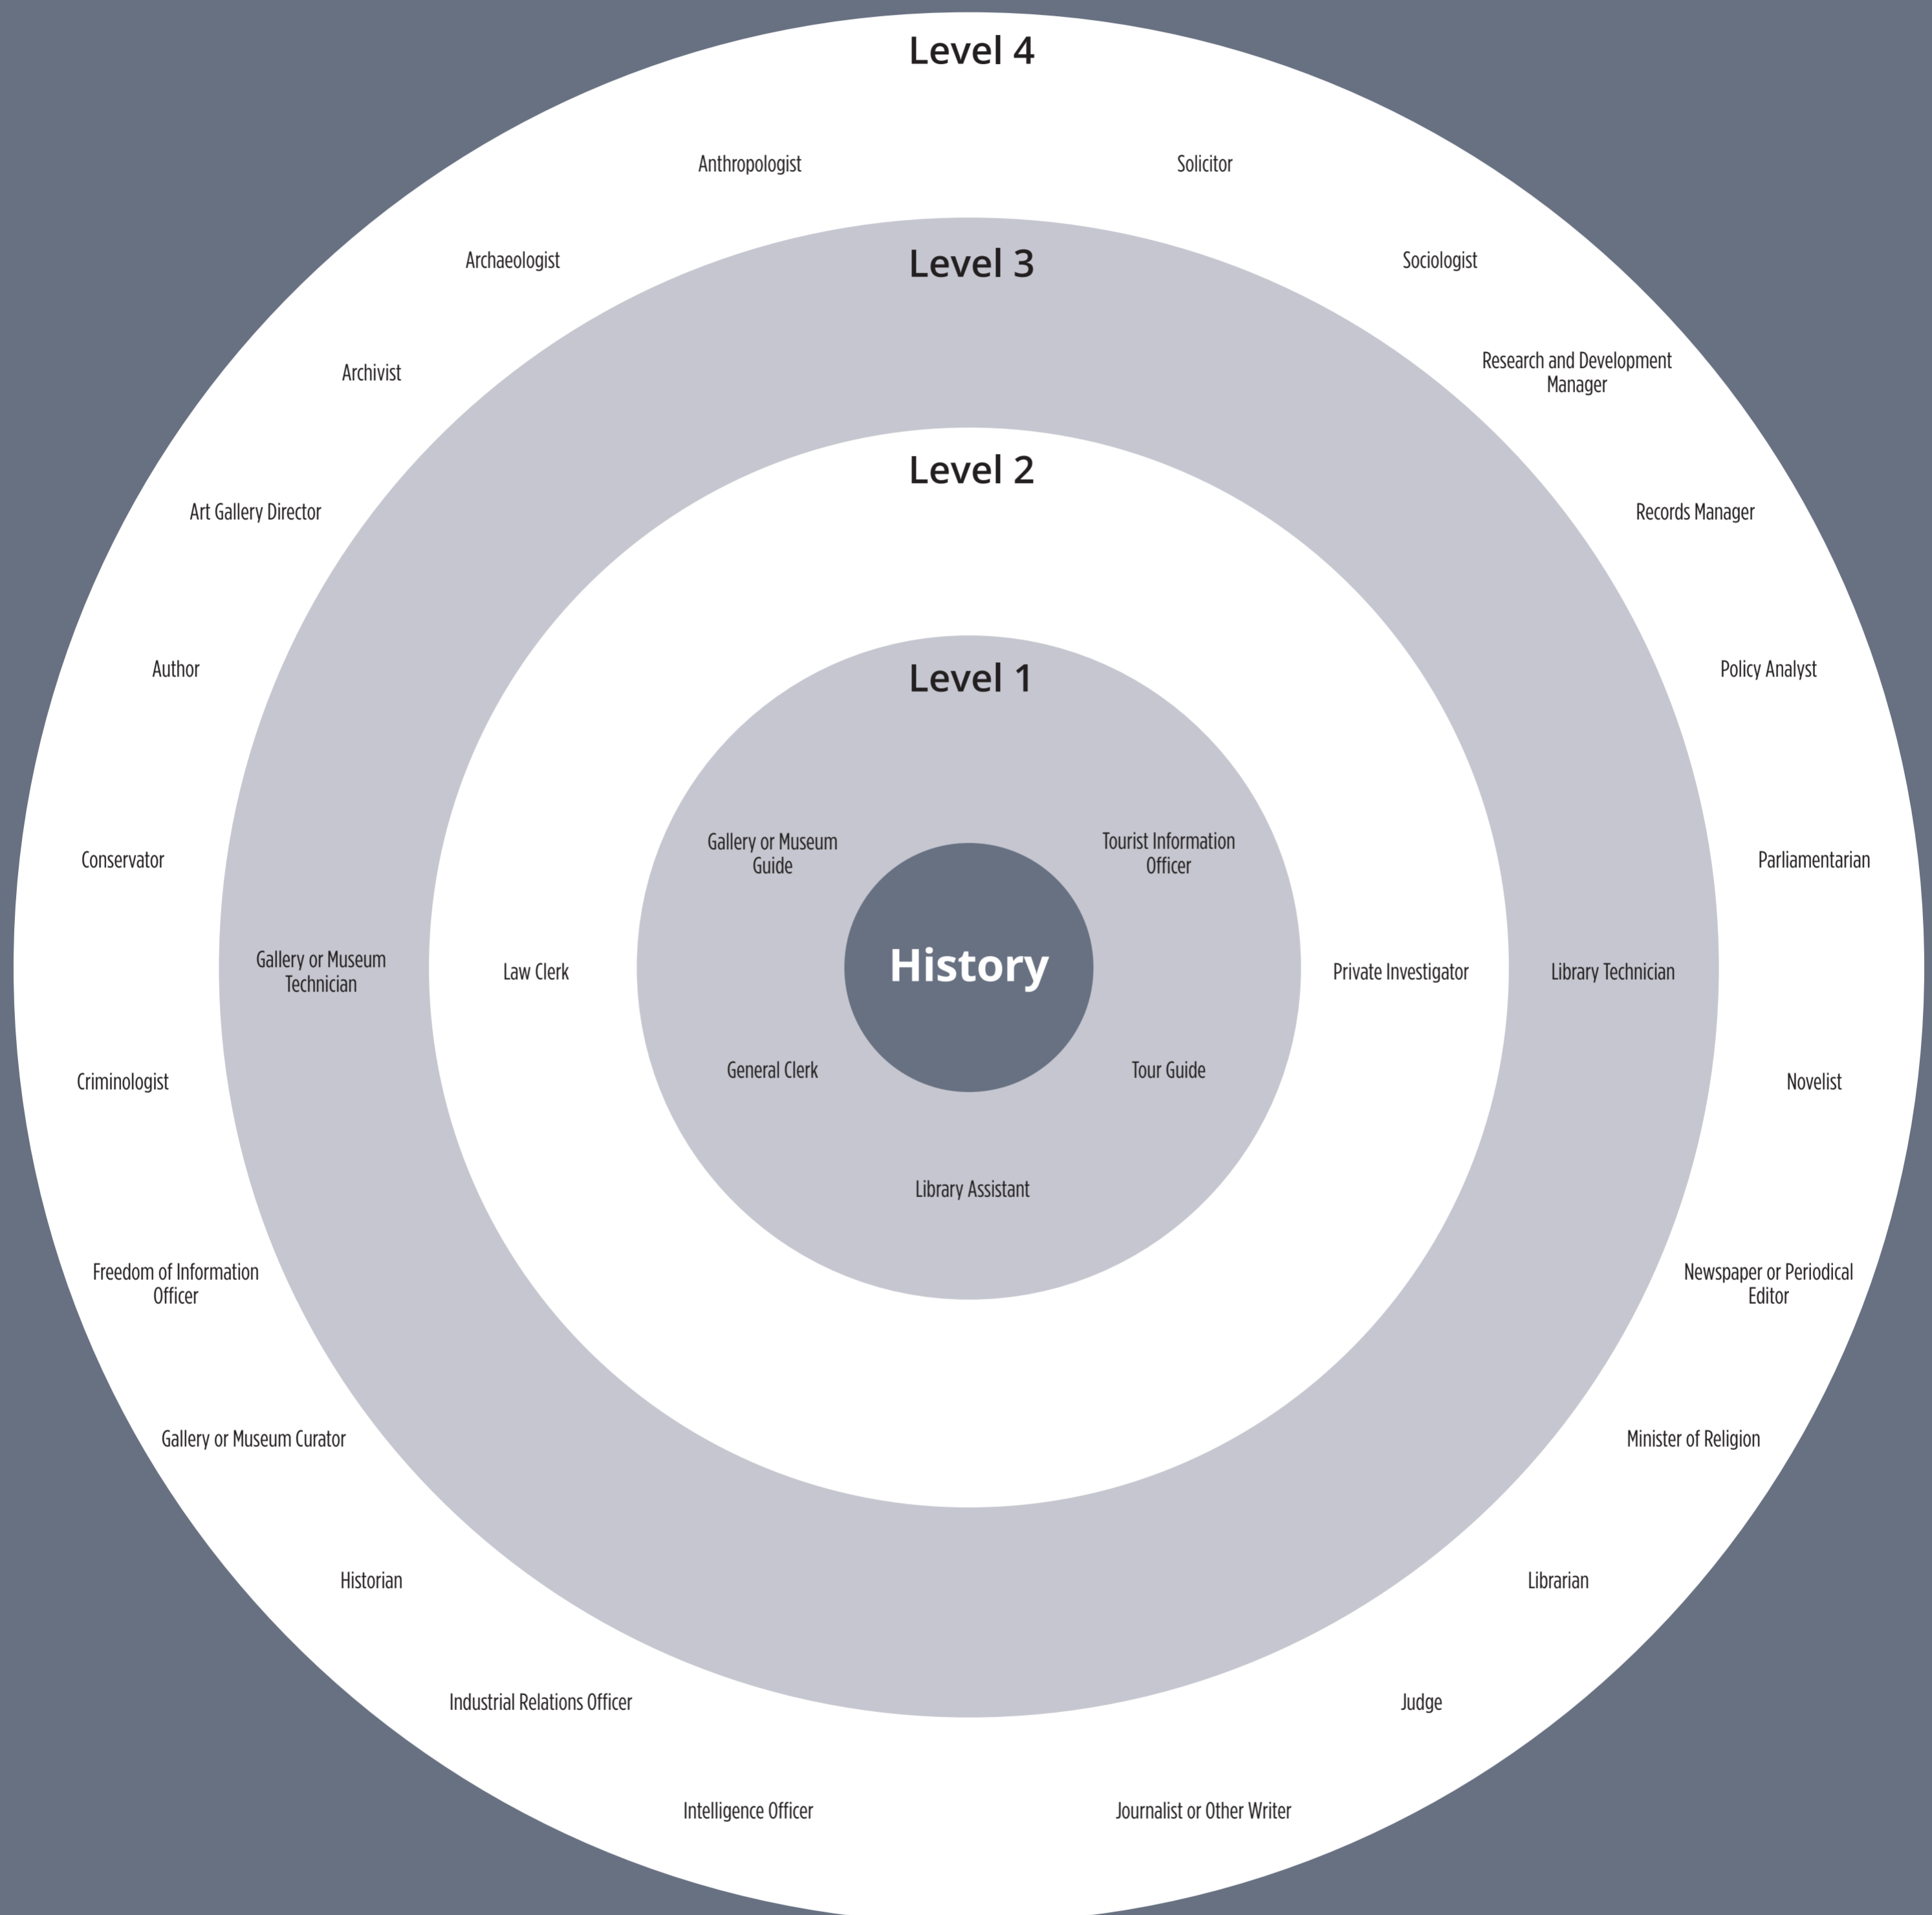 Level 4
Anthropologist
Solicitor
Archaeologist
Level 3
Sociologist
Archivist
Research and Development
Manager
Level 2
Art Gallery Director
Records Manager
Author
Level 1
Policy Analyst
Conservator
Gallery or Museum
Guide
Tourist Information
Officer
Parliamentarian
Gallery or Museum
Technician
Law Clerk
History
Private Investigator
Library Technician
Criminologist
General Clerk
Tour Guide
Novelist
Library Assistant
Freedom of Information
Officer
Newspaper or Periodical
Editor
Gallery or Museum Curator
Minister of Religion
Historian
Librarian
Industrial Relations Officer
Judge
Intelligence Officer
Journalist or Other Writer